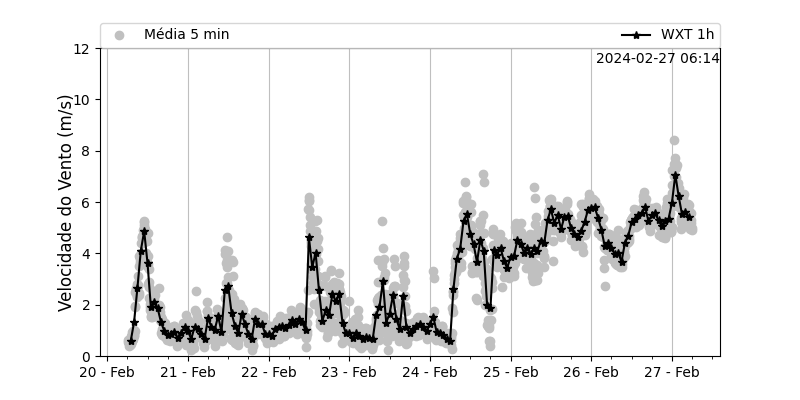 Média 5 min
WXT 1h
2024-02-27 06:14
Velocidade do Vento (m/s)
12
10
8
6
4
2
0
20 - Feb
21 - Feb
22 - Feb
23 - Feb
24 - Feb
25 - Feb
26 - Feb
27 - Feb